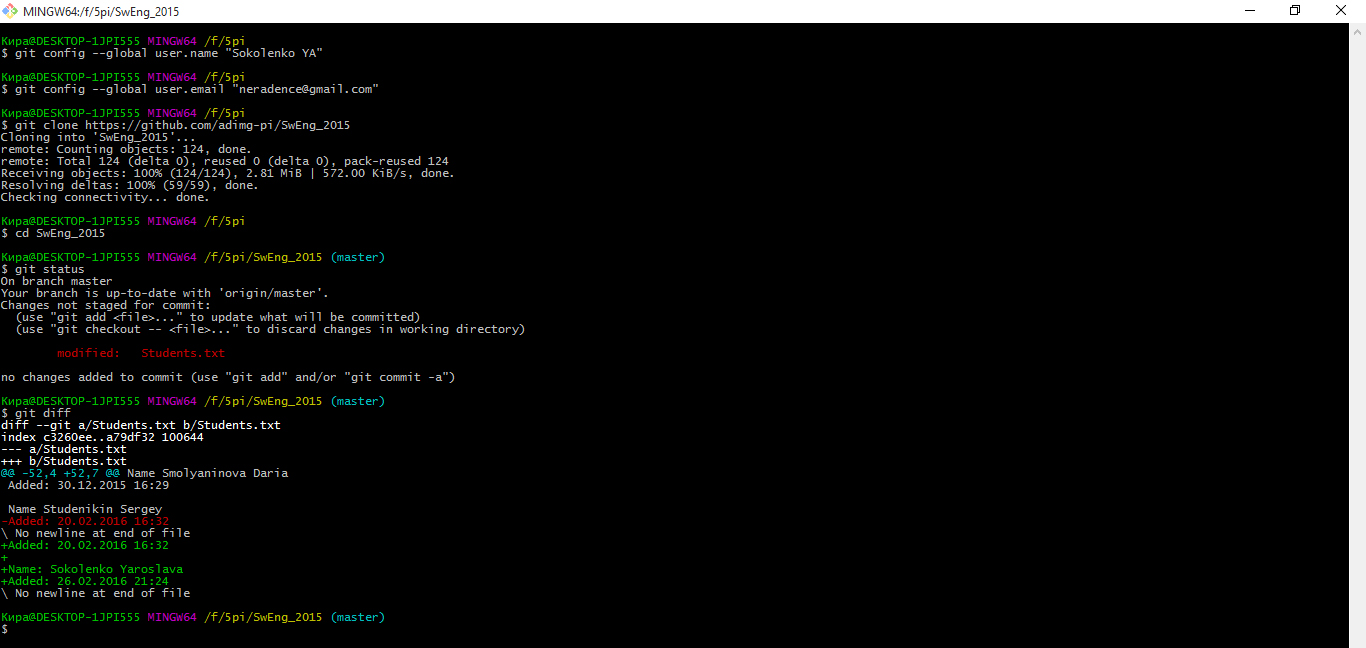 MINGW64:/f/5pi/SwEng_2015
Кира@DESKTOP-1JPI555 MINGW64 /f/5pi
$ git config --global user.name "Sokolenko YA"
Кира@DESKTOP-1JPI555 MINGW64 /f/5pi
$ git config --global user.email "neradence@gmail.com"
Кира@DESKTOP-1JPI555 MINGW64 /f/5pi
$ git clone https://github.com/adimg-pi/SwEng_2015
Cloning into 'SwEng_2015'...
remote: Counting objects: 124, done.
remote: Total 124 (delta 0), reused 0 (delta 0), pack-reused 124
Receiving objects: 100% (124/124), 2.81 MiB | 572.00 KiB/s, done.
Resolving deltas: 100% (59/59), done.
Checking connectivity... done.
Кира@DESKTOP-1JPI555 MINGW64 /f/5pi
$ cd SwEng_2015
Кира@DESKTOP-1JPI555 MINGW64 /f/5pi/SwEng_2015 (master)
$ git status
On branch master
Your branch is up-to-date with 'origin/master'.
Changes not staged for commit:
  (use "git add <file>..." to update what will be committed)
  (use "git checkout -- <file>..." to discard changes in working directory)
        modified:   Students.txt
no changes added to commit (use "git add" and/or "git commit -a")
Кира@DESKTOP-1JPI555 MINGW64 /f/5pi/SwEng_2015 (master)
$ git diff
diff --git a/Students.txt b/Students.txt
index c3260ee..a79df32 100644
--- a/Students.txt
+++ b/Students.txt
@@ -52,4 +52,7 @@ Name Smolyaninova Daria
 Added: 30.12.2015 16:29
 Name Studenikin Sergey
-Added: 20.02.2016 16:32
\ No newline at end of file
+Added: 20.02.2016 16:32
+
+Name: Sokolenko Yaroslava
+Added: 26.02.2016 21:24
\ No newline at end of file
Кира@DESKTOP-1JPI555 MINGW64 /f/5pi/SwEng_2015 (master)
$